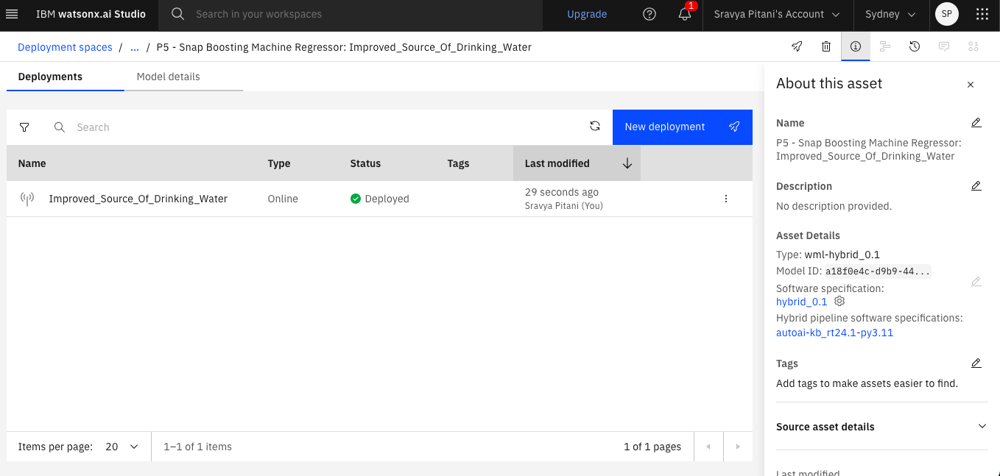 IBM watsonx.ai Studio
Search in your workspaces
Upgrade
1
Sravya Pitani's Account
Sydney
SP
Deployment spaces / ... / P5 - Snap Boosting Machine Regressor: Improved_Source_Of_Drinking_Water
Deployments
Model details
Search
New deployment
Name Type Status Tags Last modified
Improved_Source_Of_Drinking_Water Online Deployed 29 seconds ago
Sravya Pitani (You)
Items per page: 20
1–1 of 1 items
1 of 1 pages
About this asset
Name
P5 - Snap Boosting Machine Regressor:
Improved_Source_Of_Drinking_Water
Description
No description provided.
Asset Details
Type: wml-hybrid_0.1
Model ID: a18f0e4c-d9b9-44...
Software specification:
hybrid_0.1
Hybrid pipeline software specifications:
autoai-kb_rt24.1-py3.11
Tags
Add tags to make assets easier to find.
Source asset details
Last modified